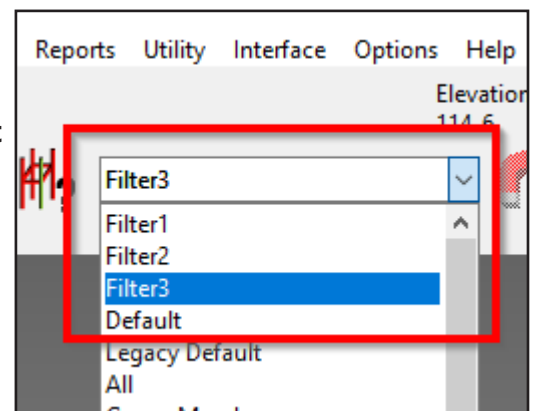 Reports Utility Interface Options Help
Elevation
114.6
:
Filter3
Filter1
Filter2
Filter3
Default
Legacy Default
All